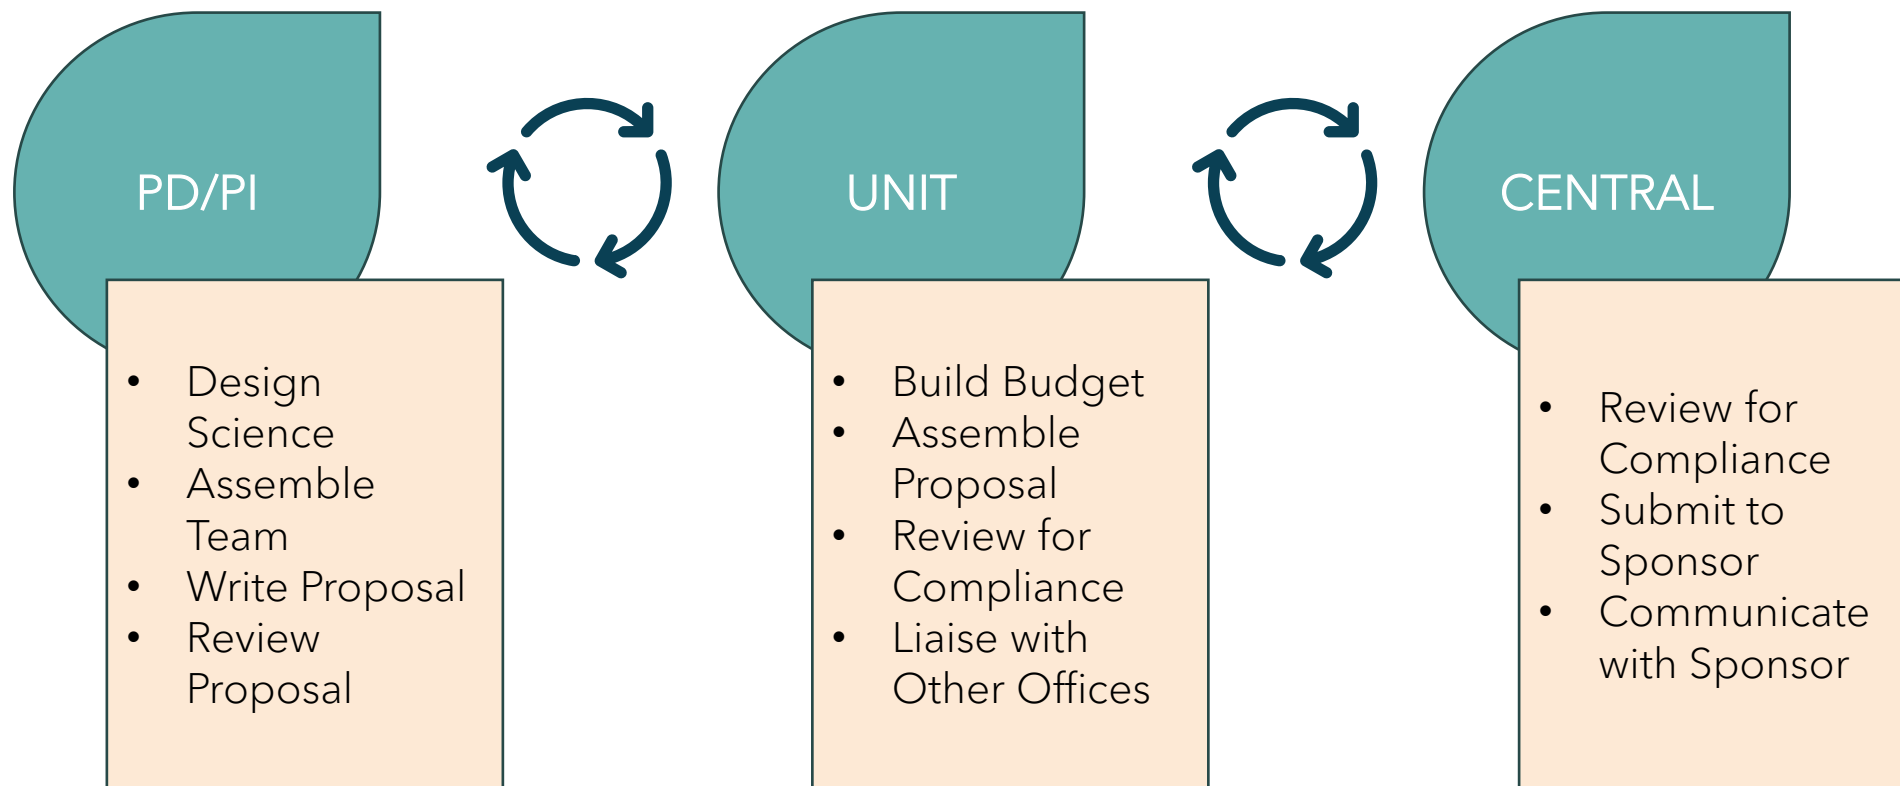 PD/PI
• Design
Science
• Assemble
Team
• Write Proposal
• Review
Proposal
UNIT
• Build Budget
• Assemble
Proposal
• Review for
Compliance
• Liaise with
Other Offices
CENTRAL
• Review for
Compliance
• Submit to
Sponsor
• Communicate
with Sponsor